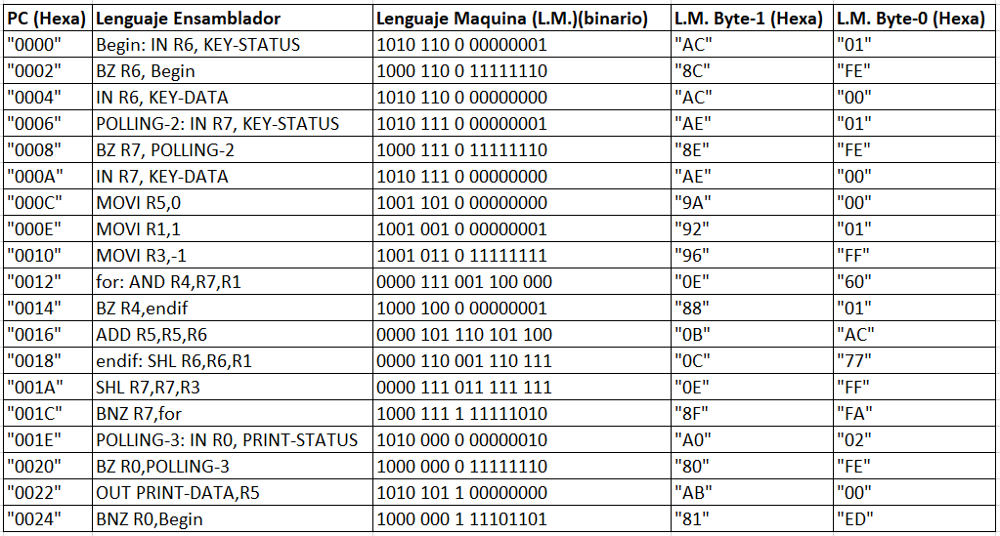 PC (Hexa) Lenguaje Ensamblador Lenguaje Maquina (L.M.)(binario) L.M. Byte-1 (Hexa) L.M. Byte-0 (Hexa)
"0000" Begin: IN R6, KEY-STATUS 1010 110 0 00000001 "AC" "01"
"0002" BZ R6, Begin 1000 110 0 11111110 "8C" "FE"
"0004" IN R6, KEY-DATA 1010 110 0 00000000 "AC" "00"
"0006" POLLING-2: IN R7, KEY-STATUS 1010 111 0 00000001 "AE" "01"
"0008" BZ R7, POLLING-2 1000 111 0 11111110 "8E" "FE"
"000A" IN R7, KEY-DATA 1010 111 0 00000000 "AE" "00"
"000C" MOVI R5,0 1001 101 0 00000000 "9A" "00"
"000E" MOVI R1,1 1001 001 0 00000001 "92" "01"
"0010" MOVI R3,-1 1001 011 0 11111111 "96" "FF"
"0012" for: AND R4,R7,R1 0000 111 001 100 000 "0E" "60"
"0014" BZ R4,endif 1000 100 0 00000001 "88" "01"
"0016" ADD R5,R5,R6 0000 101 110 101 100 "0B" "AC"
"0018" endif: SHL R6,R6,R1 0000 110 001 110 111 "0C" "77"
"001A" SHL R7,R7,R3 0000 111 011 111 111 "0E" "FF"
"001C" BNZ R7,for 1000 111 1 11111010 "8F" "FA"
"001E" POLLING-3: IN R0, PRINT-STATUS 1010 000 0 00000010 "A0" "02"
"0020" BZ R0,POLLING-3 1000 000 0 11111110 "80" "FE"
"0022" OUT PRINT-DATA,R5 1010 101 1 00000000 "AB" "00"
"0024" BNZ R0,Begin 1000 000 1 11101101 "81" "ED"